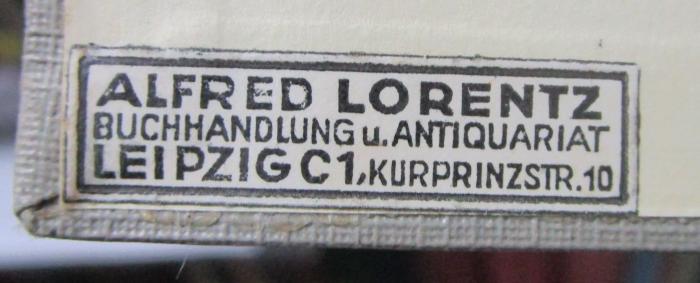 ALFRED LORENTZ
BUCHHANDLUNG u. ANTIQUARIAT
LEIPZIG C1, KURPRINZSTR. 10